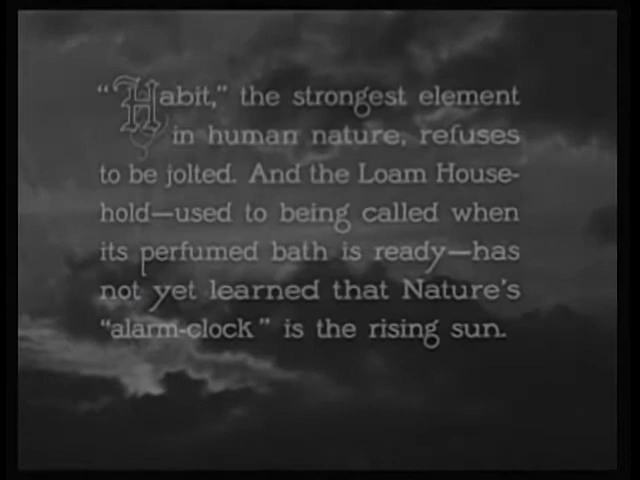 “Habit,” the strongest element
in human nature, refuses
to be jolted. And the Loam House-
hold—used to being called when
its perfumed bath is ready—has
not yet learned that Nature's
“alarm-clock” is the rising sun.